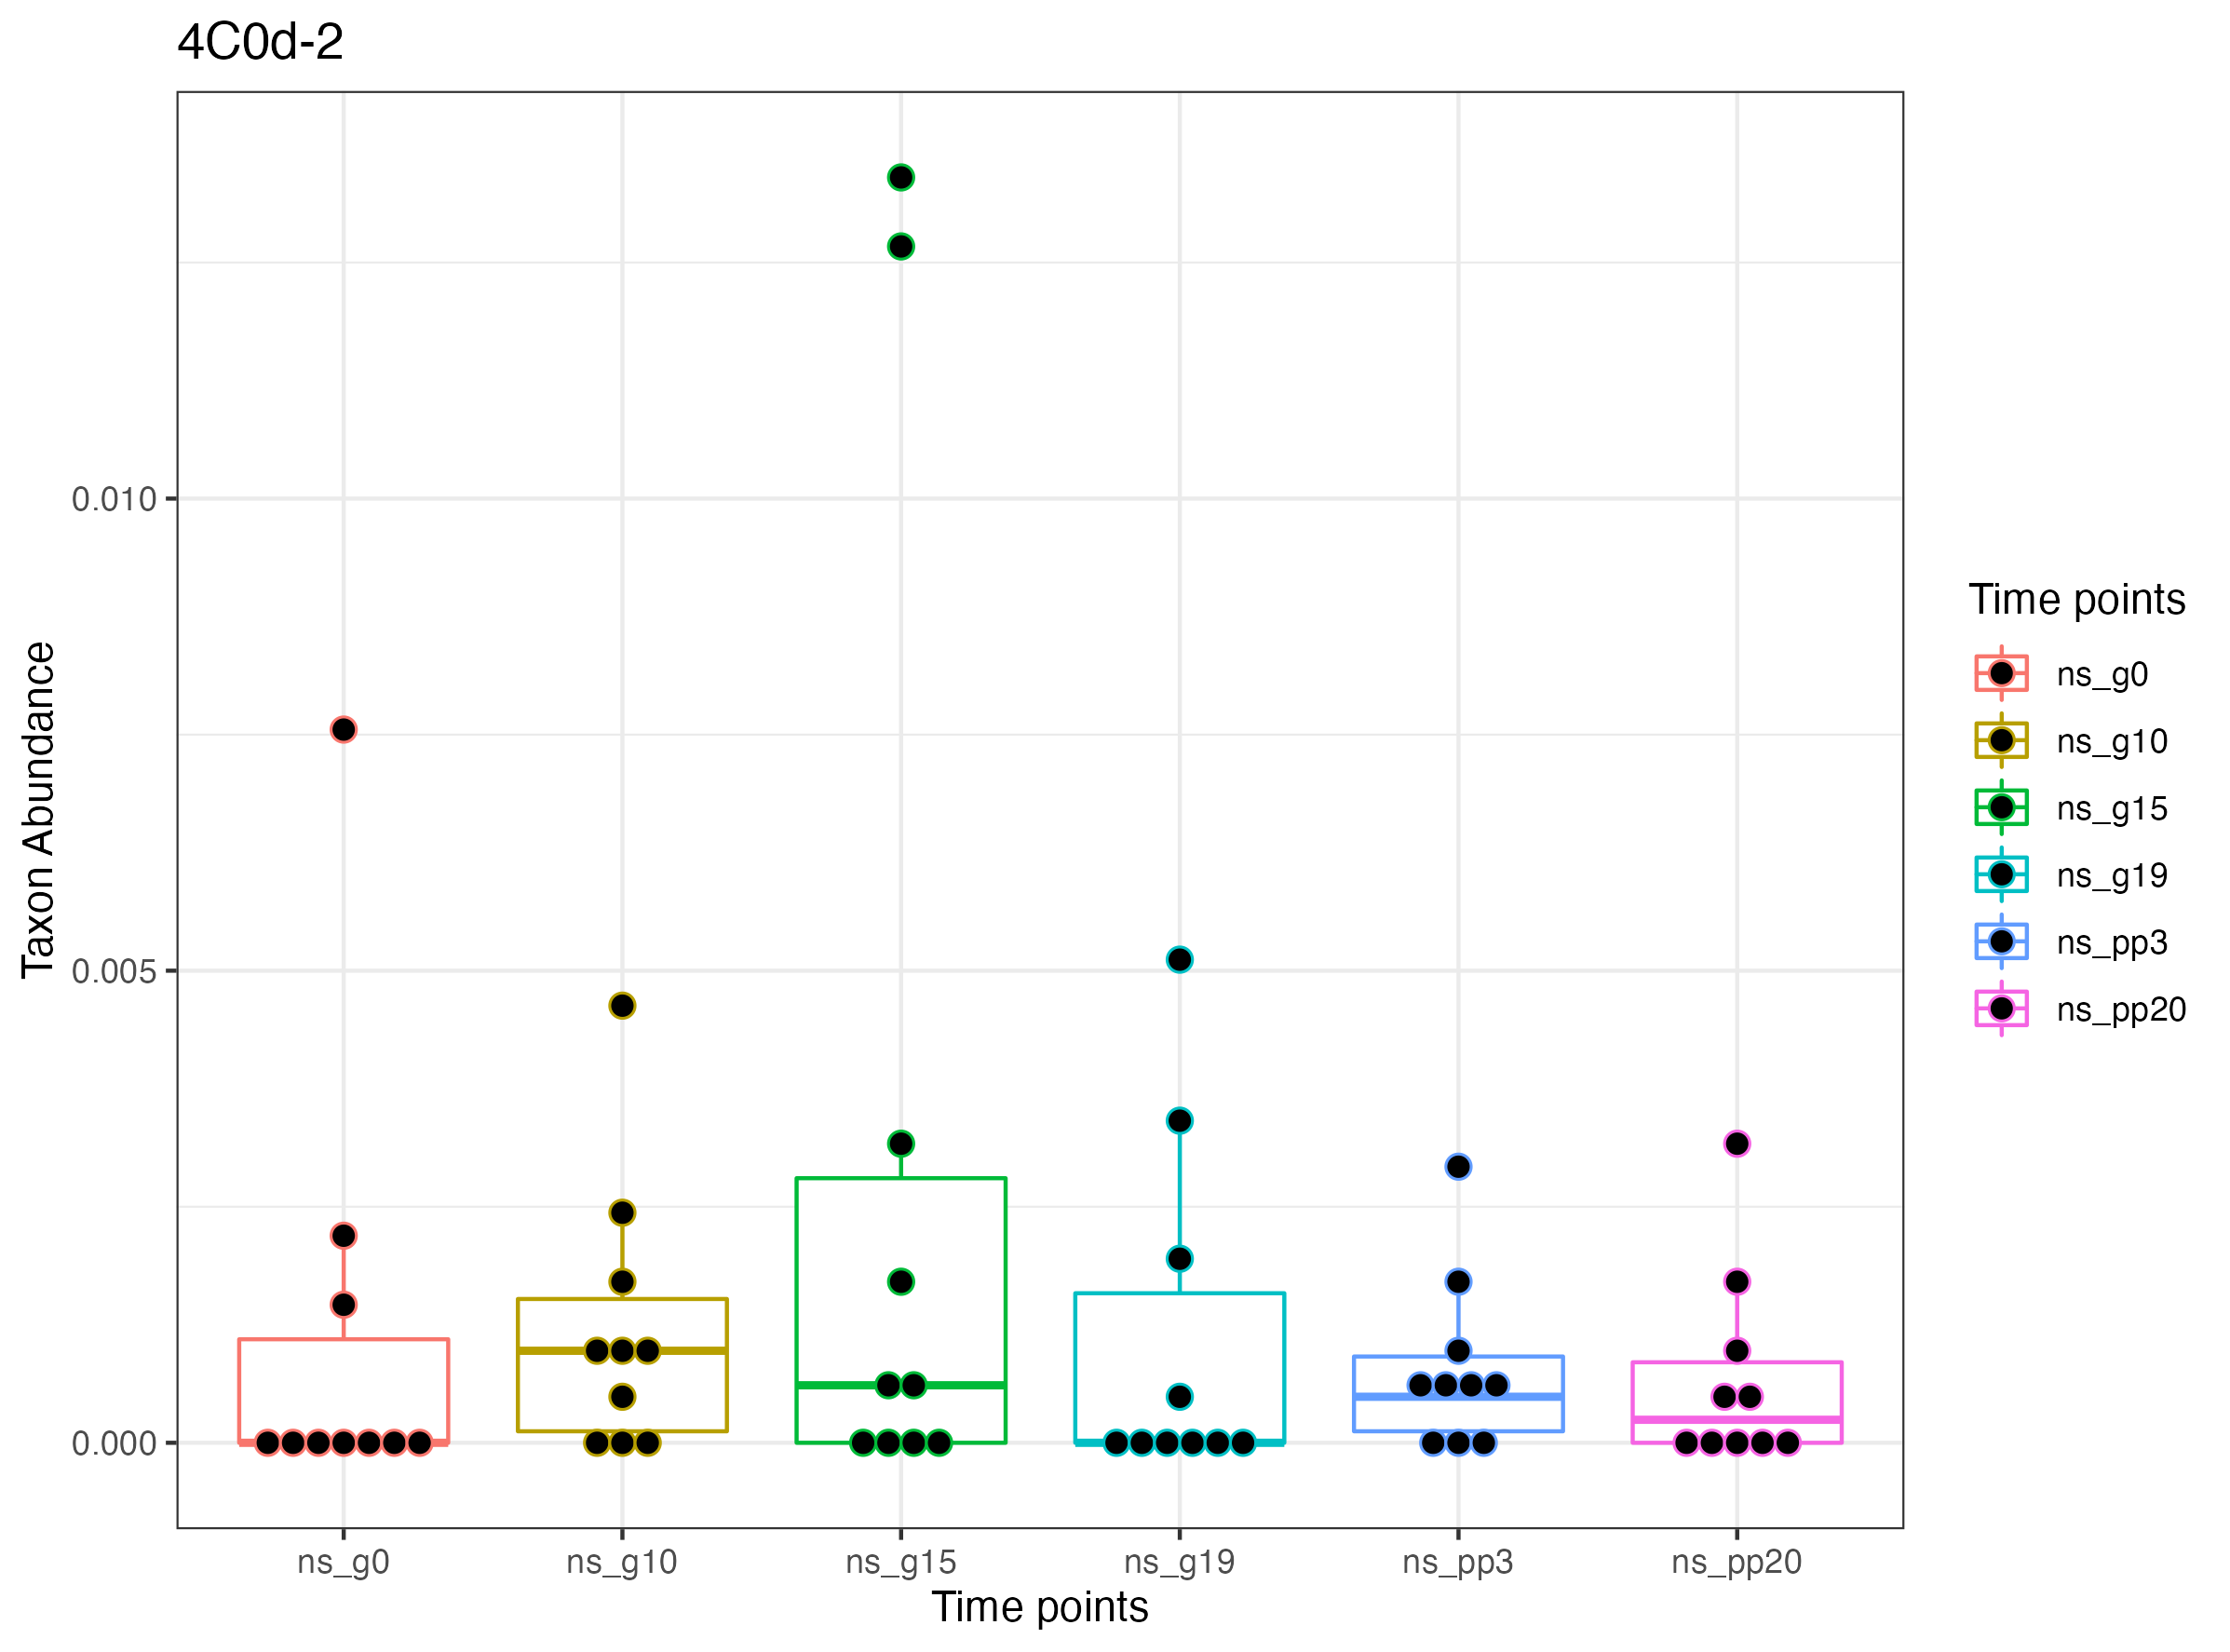 4C0d-2
Taxon Abundance
0.010
0.005
0.000
ns_g0
ns_g10
ns_g15
ns_g19
ns_pp3
ns_pp20
Time points
Time points
ns_g0
ns_g10
ns_g15
ns_g19
ns_pp3
ns_pp20